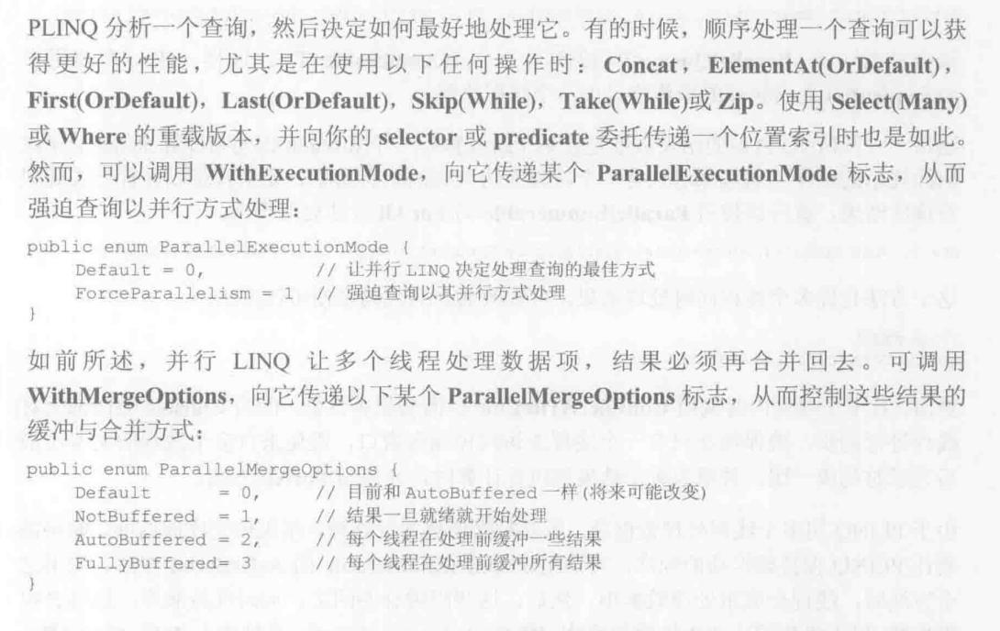 PLINQ 分析一个查询，然后决定如何最好地处理它。有的时候，顺序处理一个查询可以获
得更好的性能，尤其是在使用以下任何操作时：Concat，ElementAt(OrDefault)，
First(OrDefault)，Last(OrDefault)，Skip(While)，Take(While)或 Zip。使用 Select(Many)
或 Where 的重载版本，并向你的 selector 或 predicate 委托传递一个位置索引时也是如此。
然而，可以调用 WithExecutionMode，向它传递某个 ParallelExecutionMode 标志，从而
强迫查询以并行方式处理：
public enum ParallelExecutionMode {
Default = 0, // 让并行 LINQ 决定处理查询的最佳方式
ForceParallelism = 1 // 强迫查询以其并行方式处理
}
如前所述，并行 LINQ 让多个线程处理数据项，结果必须再合并回去。可调用
WithMergeOptions，向它传递以下某个 ParallelMergeOptions 标志，从而控制这些结果的
缓冲与合并方式：
public enum ParallelMergeOptions {
Default = 0, // 目前和 AutoBuffered 一样(将来可能改变)
NotBuffered = 1, // 结果一旦就绪就开始处理
AutoBuffered = 2, // 每个线程在处理前缓冲一些结果
FullyBuffered= 3 // 每个线程在处理前缓冲所有结果
}